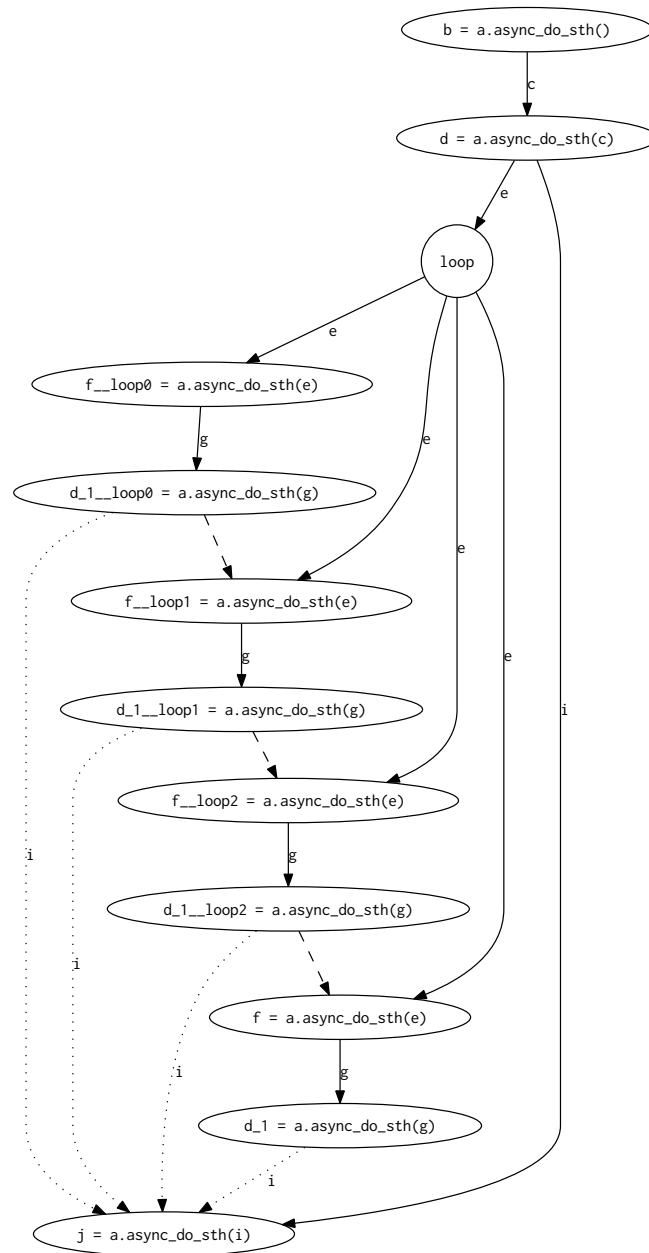 b = a.async_do_sth()
c
d = a.async_do_sth(c)
e
loop
e
f__loop0 = a.async_do_sth(e)
g
e
d_1__loop0 = a.async_do_sth(g)
e
f__loop1 = a.async_do_sth(e)
g
e
d_1__loop1 = a.async_do_sth(g)
i
f__loop2 = a.async_do_sth(e)
i
g
d_1__loop2 = a.async_do_sth(g)
i
f = a.async_do_sth(e)
i
g
d_1 = a.async_do_sth(g)
i
j = a.async_do_sth(i)